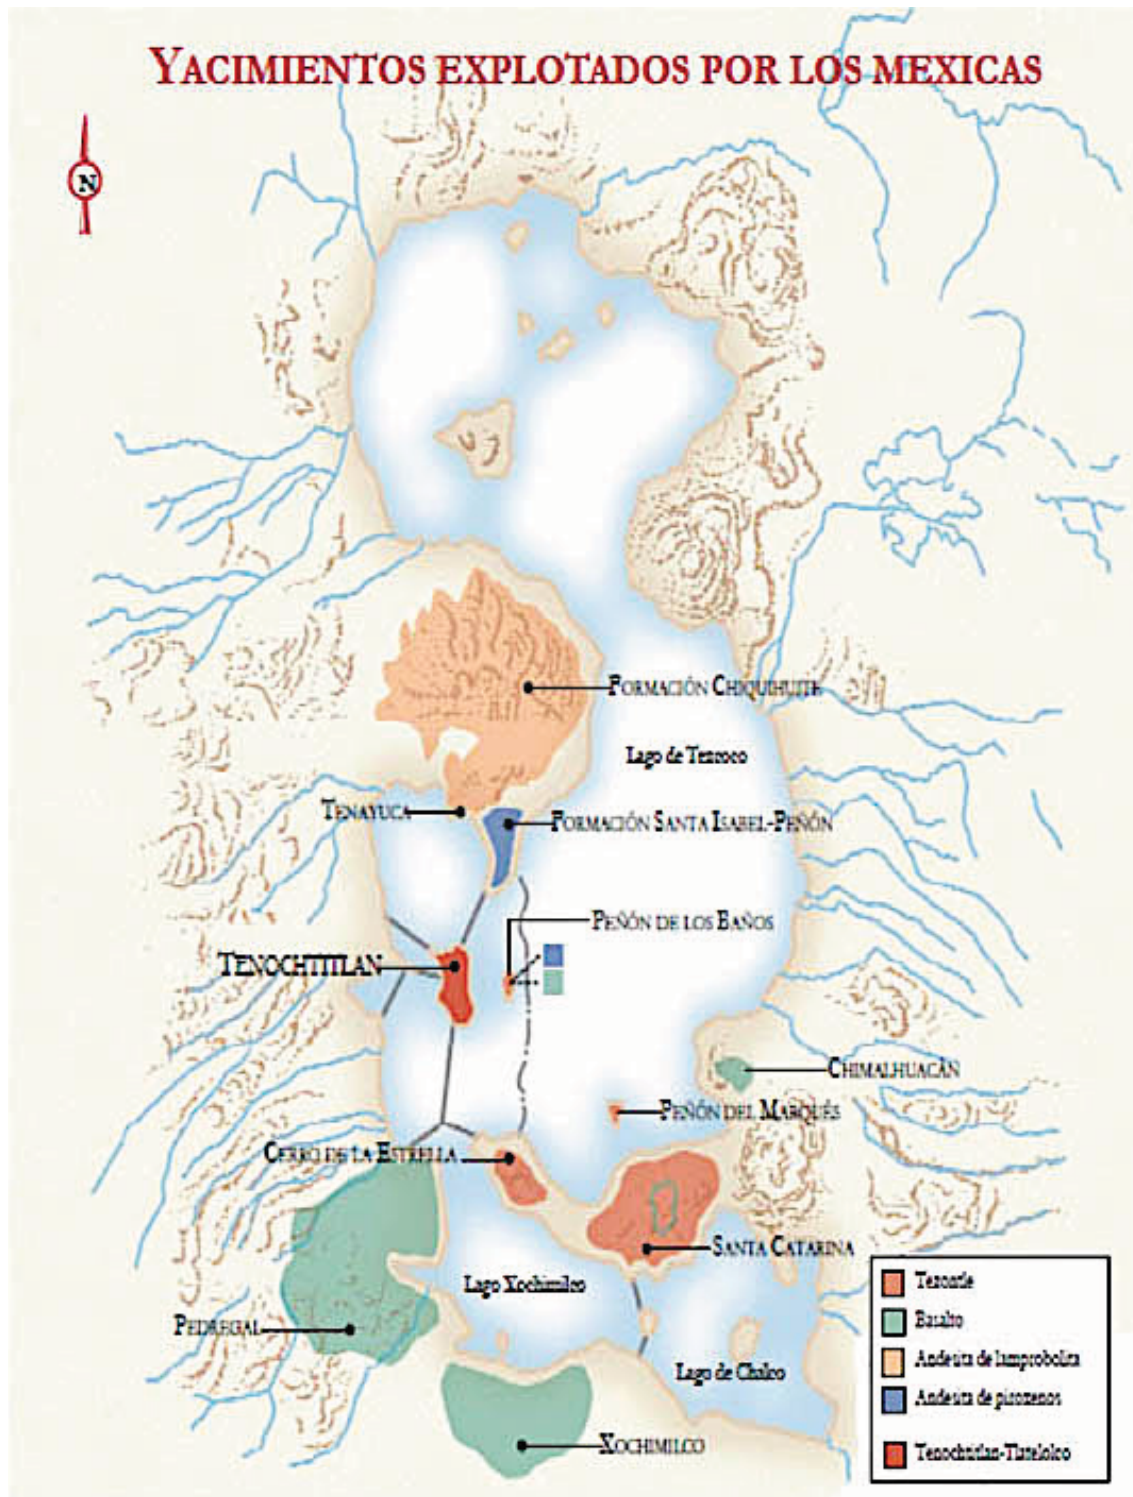 YACIMIENTOS EXPLOTADOS POR LOS MEXICAS
N
FORMACIÓN CHIQUIHUITE
Lago de Texcoco
TENAYUCA
FORMACIÓN SANTA ISABEL-PEÑÓN
PEÑÓN DE LOS BAÑOS
TENOCHTITLAN
CHIMALHUACÁN
PEÑÓN DEL MARQUÉS
CERRO DE LA ESTRELLA
SANTA CATARINA
Lago Xochimilco
PEDREGAL
Lago de Chalco
XOCHIMILCO
Tezontle
Basalto
Andesita de lamprobolita
Andesita de piroxenos
Tenochtitlan-Tlatelolco